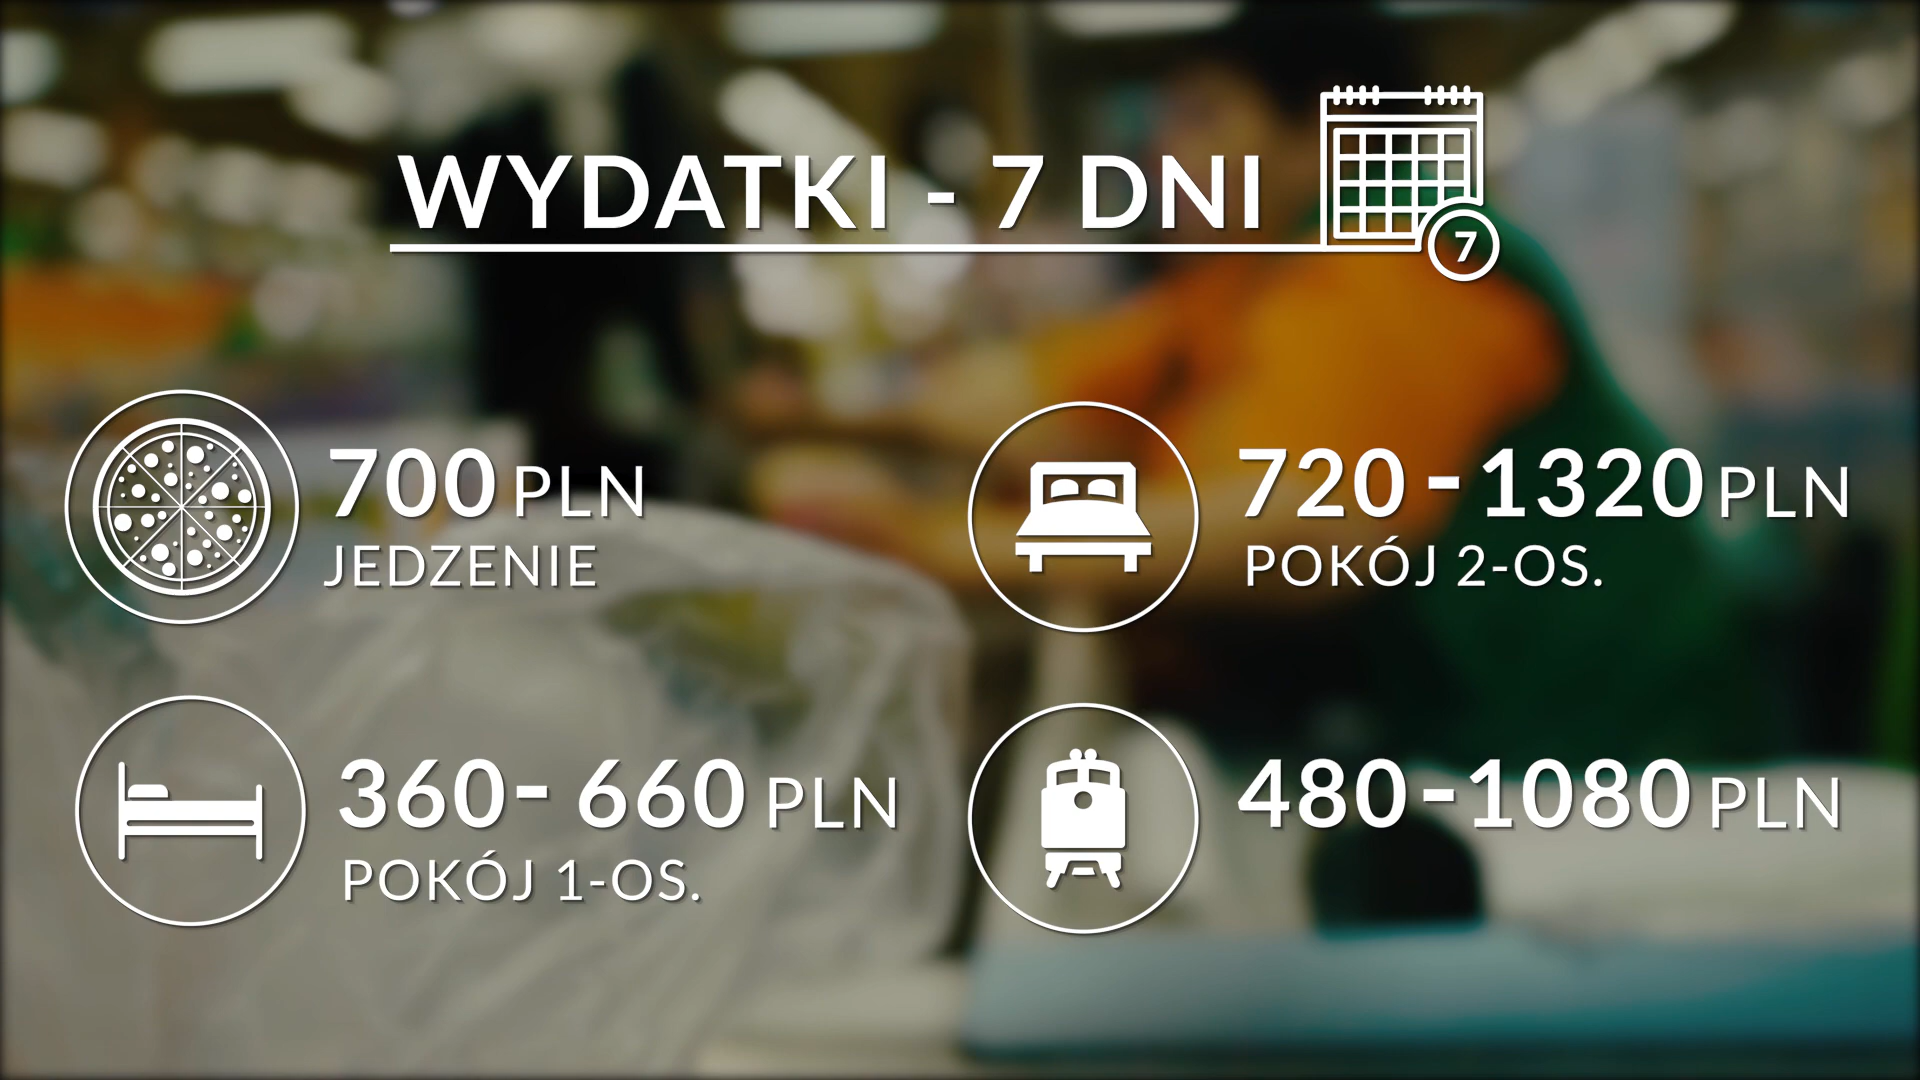 WYDATKI - 7 DNI
7
700 PLN
JEDZENIE
720 - 1320 PLN
POKÓJ 2-OS.
360 - 660 PLN
POKÓJ 1-OS.
480 - 1080 PLN